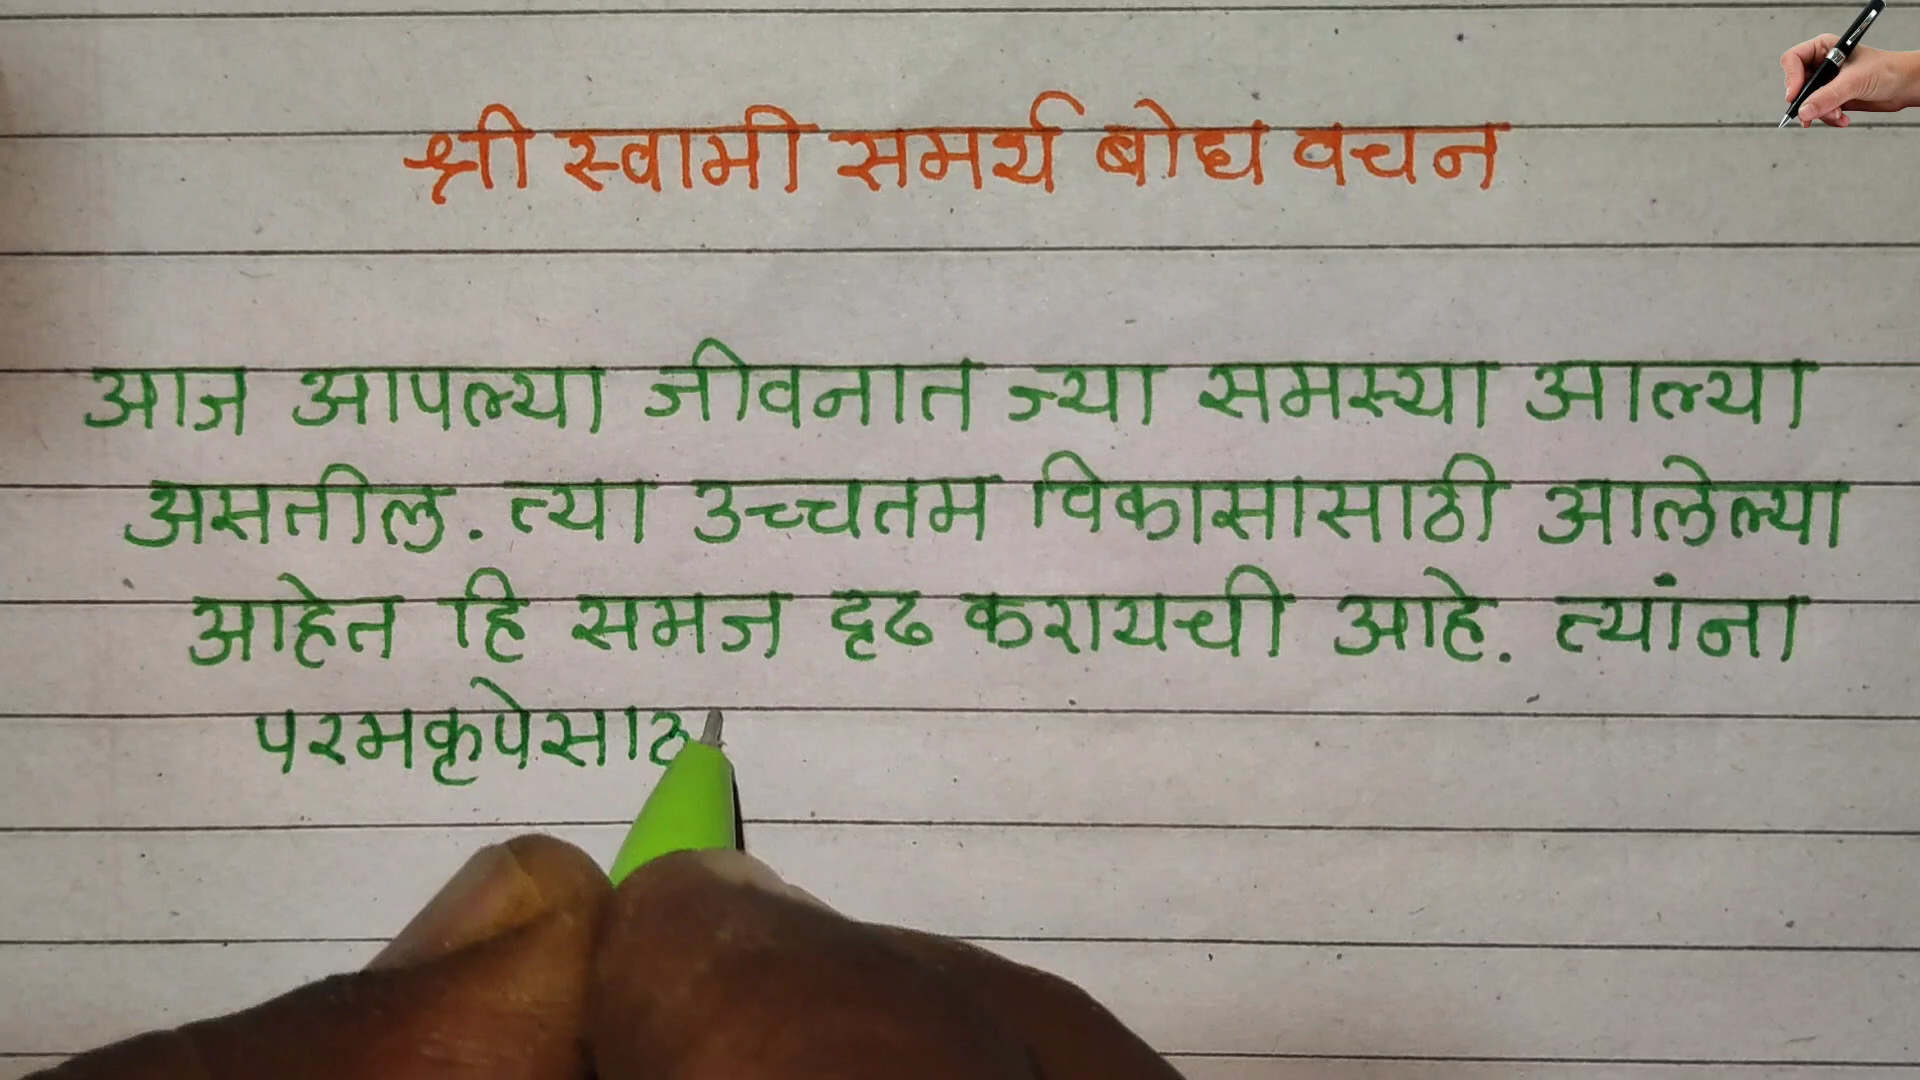 श्री स्वामी समर्थ बोध वचन
आज आपल्या जीवनात ज्या समस्या आल्या
असतील. त्या उच्चतम विकासासाठी आलेल्या
आहेत हि समज दृढ करायची आहे. त्यांना
परमकृपेसाठ